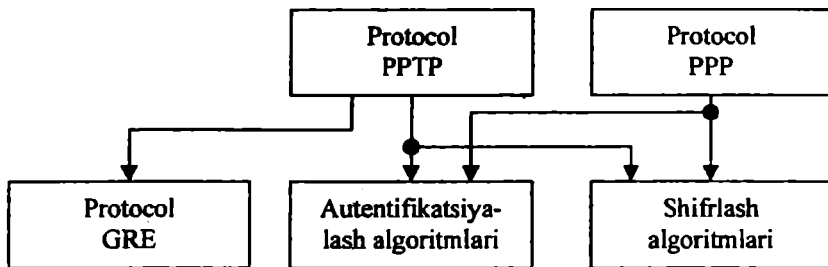 Protocol
PPTP
Protocol
PPP
Protocol
GRE
Autentifikatsiya-
lash algoritmlari
Shifrlash
algoritmlari